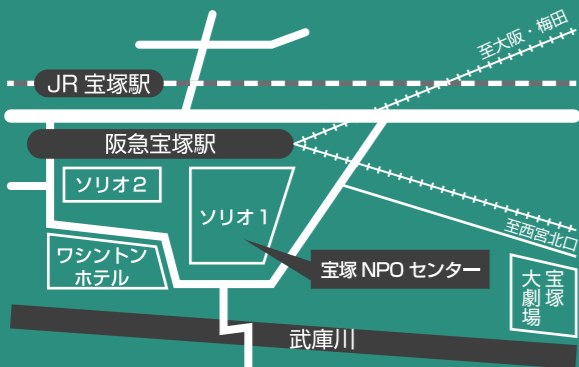 至大阪・梅田
JR 宝塚駅
阪急宝塚駅
ソリオ2
ソリオ1
至西宮北口
ワシントン
ホテル
宝塚 NPO センター
宝塚
大劇場
武庫川